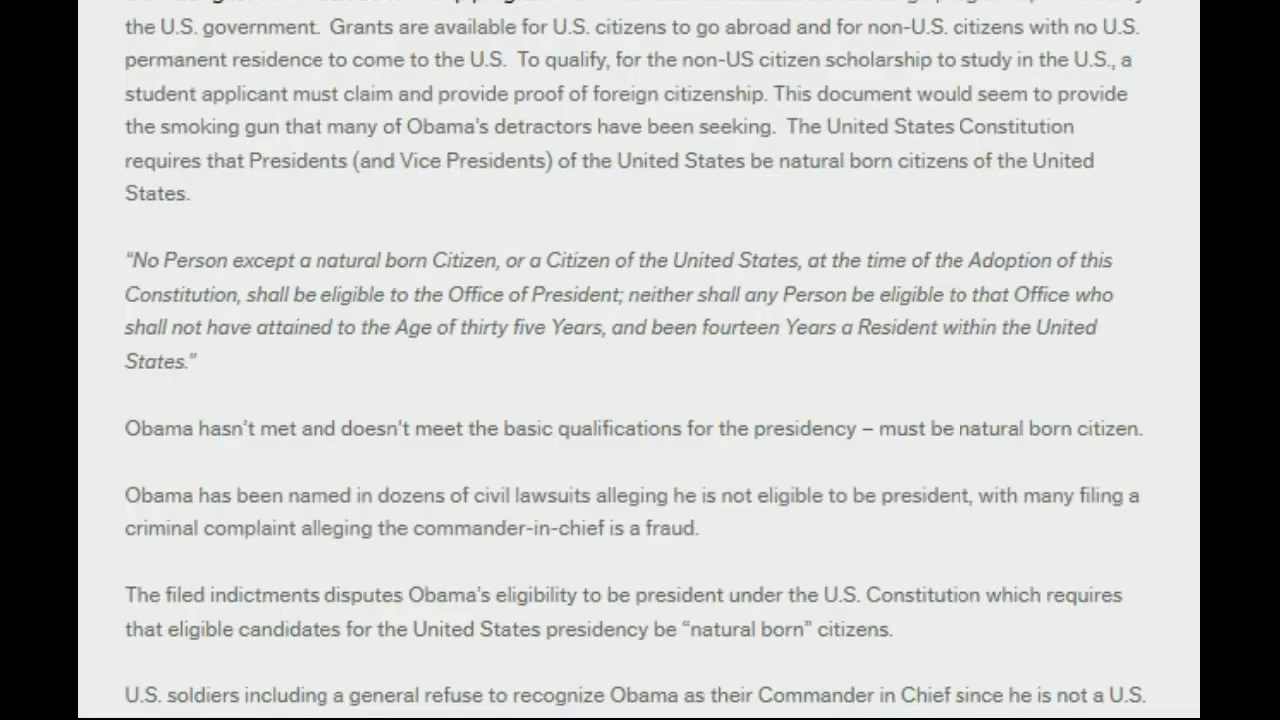 the U.S. government.  Grants are available for U.S. citizens to go abroad and for non-U.S. citizens with no U.S.
permanent residence to come to the U.S.  To qualify, for the non-US citizen scholarship to study in the U.S., a
student applicant must claim and provide proof of foreign citizenship. This document would seem to provide
the smoking gun that many of Obama's detractors have been seeking.  The United States Constitution
requires that Presidents (and Vice Presidents) of the United States be natural born citizens of the United
States.
“No Person except a natural born Citizen, or a Citizen of the United States, at the time of the Adoption of this
Constitution, shall be eligible to the Office of President; neither shall any Person be eligible to that Office who
shall not have attained to the Age of thirty five Years, and been fourteen Years a Resident within the United
States.”
Obama hasn't met and doesn't meet the basic qualifications for the presidency – must be natural born citizen.
Obama has been named in dozens of civil lawsuits alleging he is not eligible to be president, with many filing a
criminal complaint alleging the commander-in-chief is a fraud.
The filed indictments disputes Obama's eligibility to be president under the U.S. Constitution which requires
that eligible candidates for the United States presidency be “natural born” citizens.
U.S. soldiers including a general refuse to recognize Obama as their Commander in Chief since he is not a U.S.